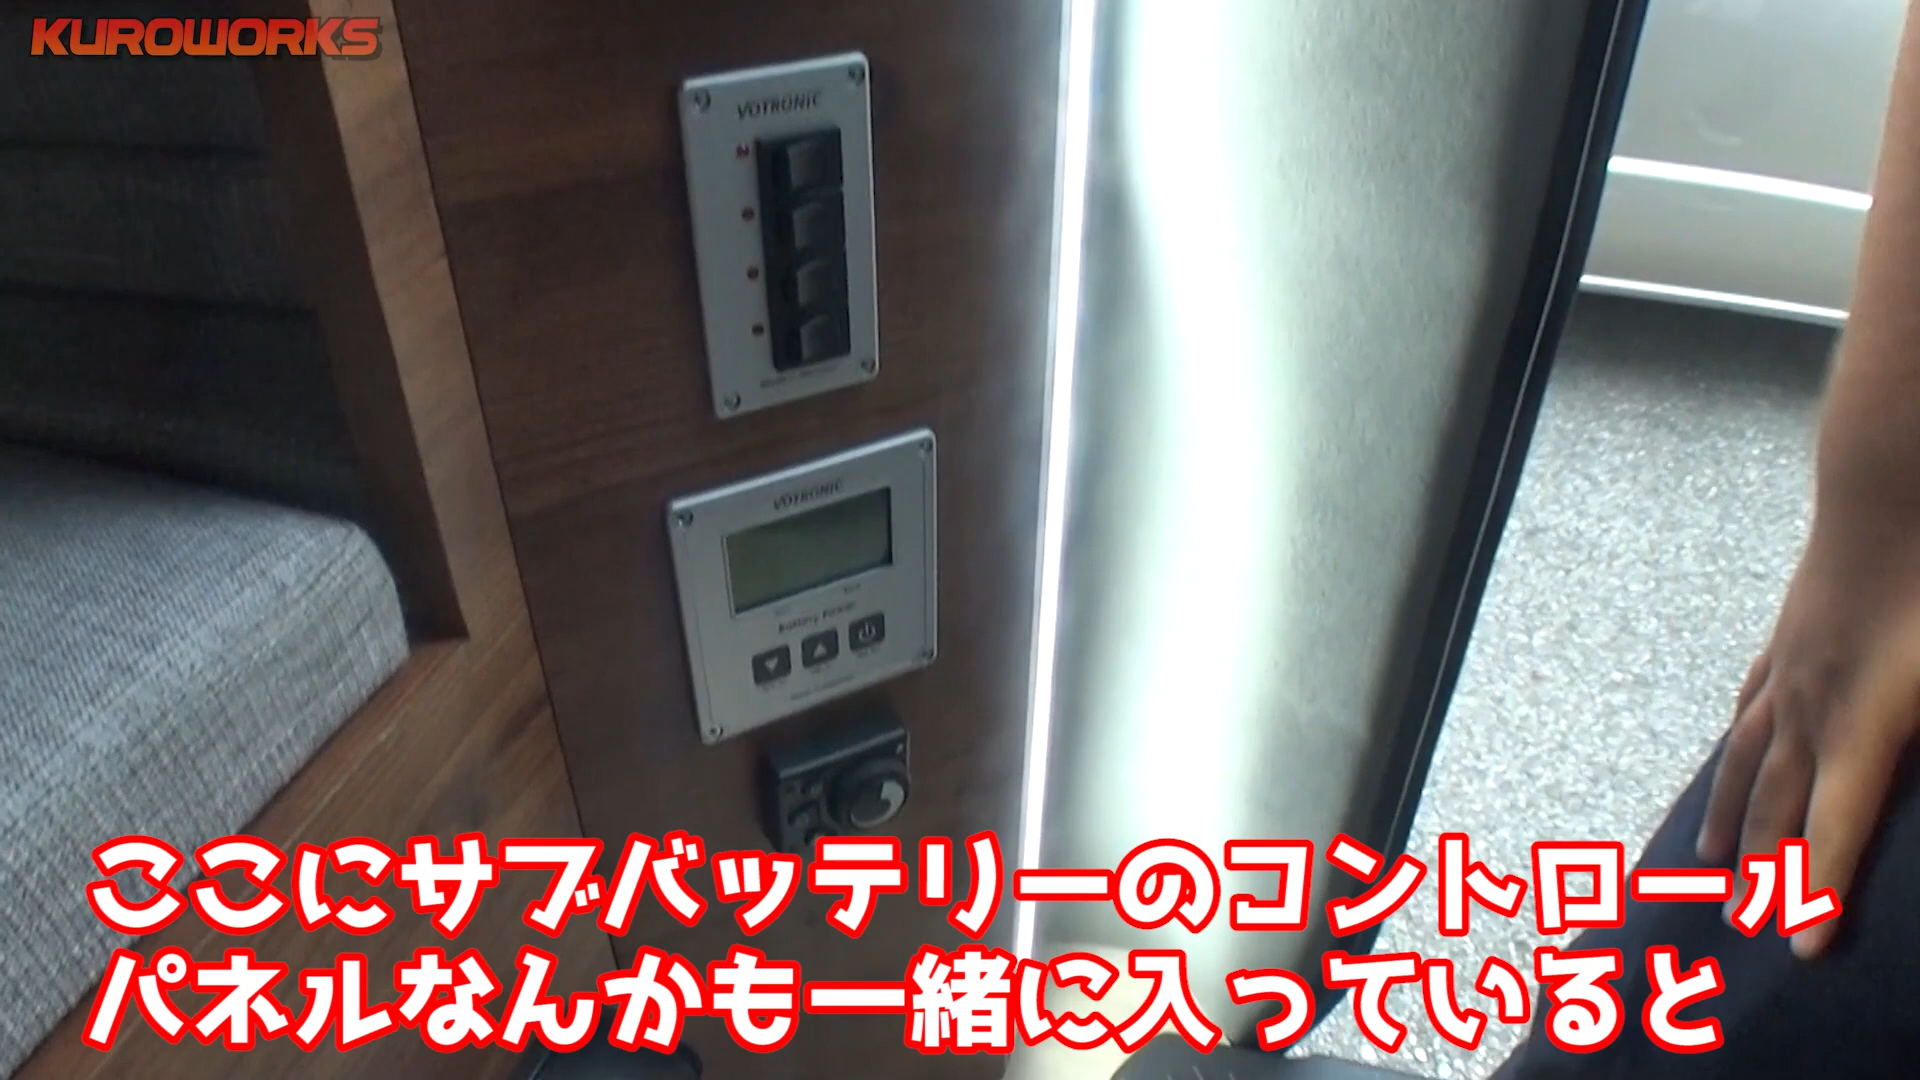 KUROWORKS
VOTRONIC
VOTRONIC
Battery Power
ここにサブバッテリーのコントロール
パネルなんかも一緒に入っていると